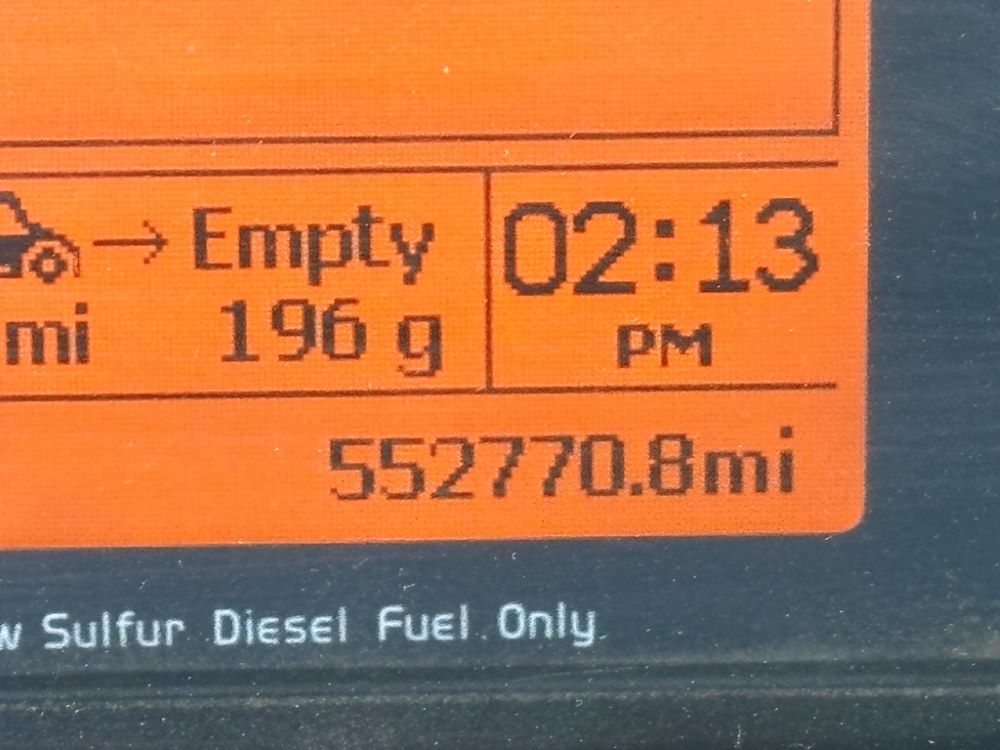 → Empty
02:13
mi
196 g
PM
552770.8mi
Sulfur Diesel Fuel Only